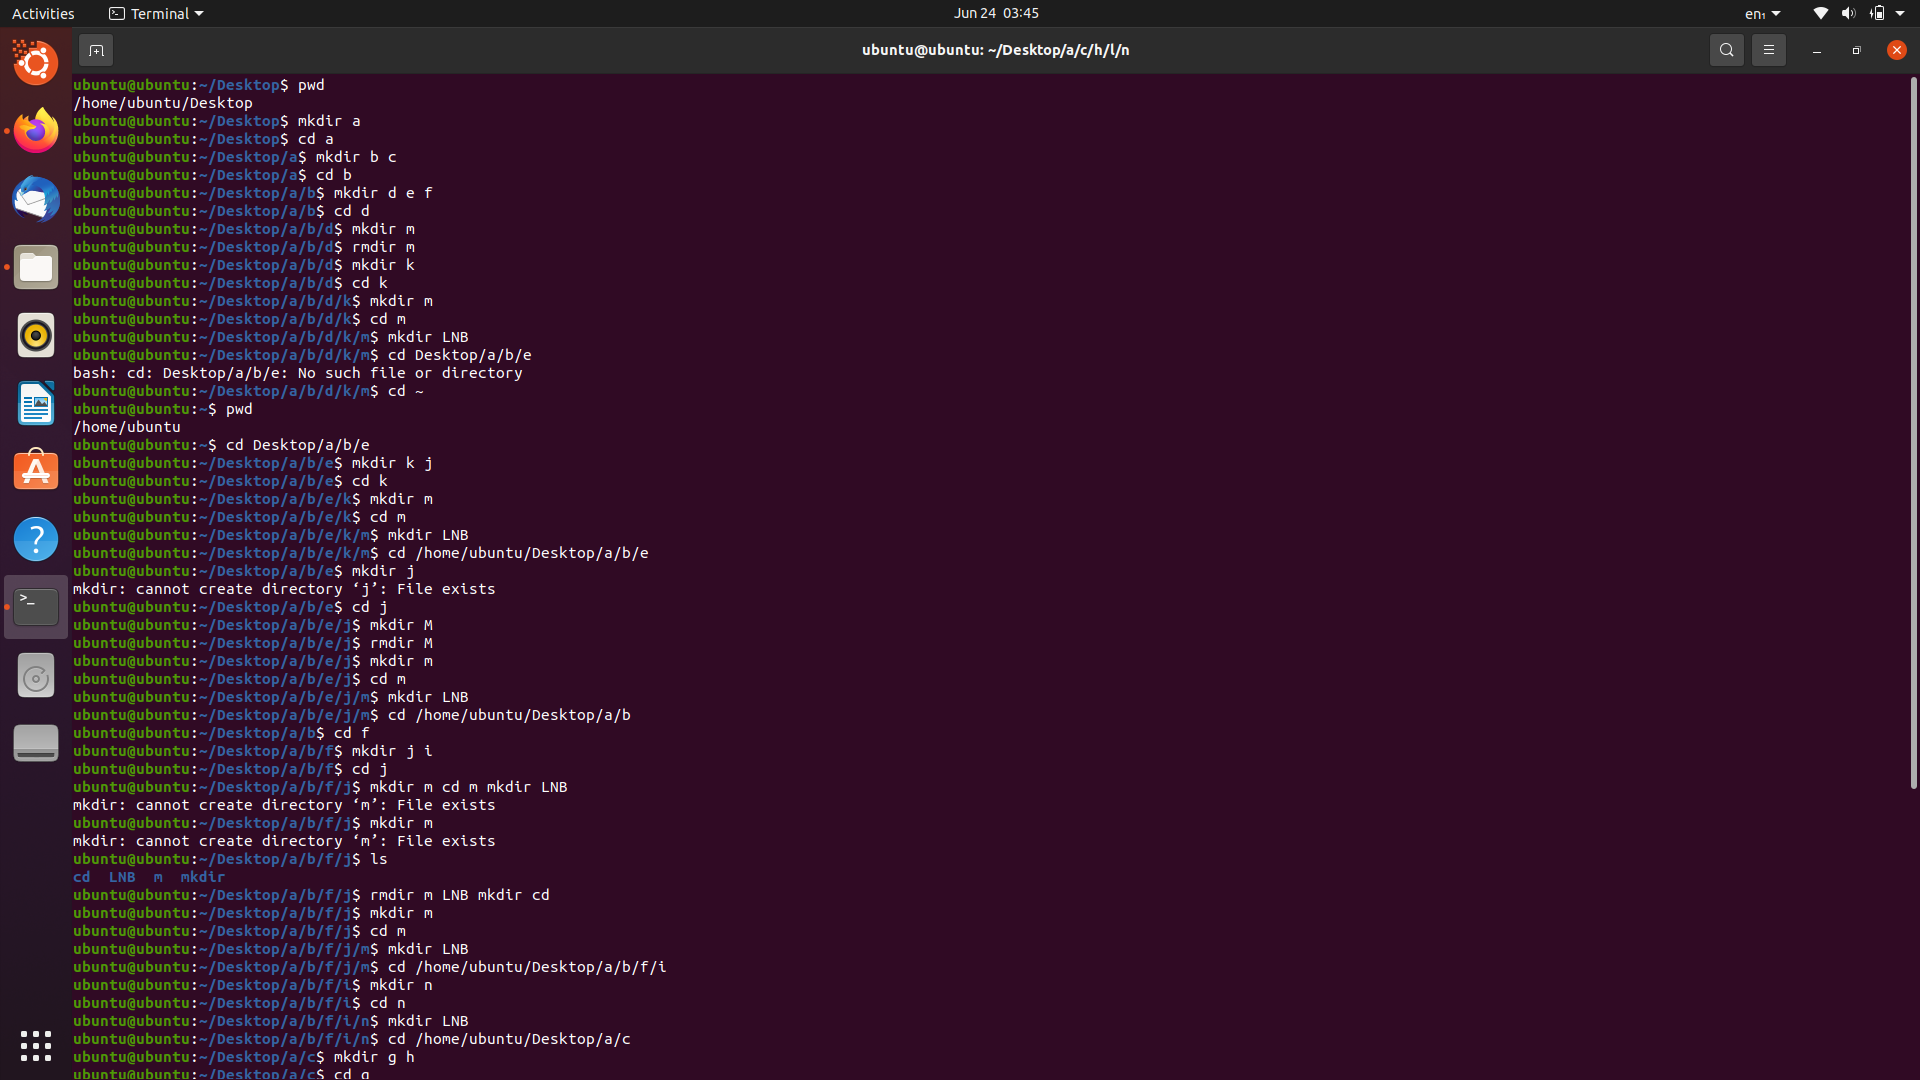 Activities
Terminal
Jun 24 03:45
en₁
ubuntu@ubuntu: ~/Desktop/a/c/h/l/n
ubuntu@ubuntu:~/Desktop$ pwd
/home/ubuntu/Desktop
ubuntu@ubuntu:~/Desktop$ mkdir a
ubuntu@ubuntu:~/Desktop$ cd a
ubuntu@ubuntu:~/Desktop/a$ mkdir b c
ubuntu@ubuntu:~/Desktop/a$ cd b
ubuntu@ubuntu:~/Desktop/a/b$ mkdir d e f
ubuntu@ubuntu:~/Desktop/a/b$ cd d
ubuntu@ubuntu:~/Desktop/a/b/d$ mkdir m
ubuntu@ubuntu:~/Desktop/a/b/d$ rmdir m
ubuntu@ubuntu:~/Desktop/a/b/d$ mkdir k
ubuntu@ubuntu:~/Desktop/a/b/d$ cd k
ubuntu@ubuntu:~/Desktop/a/b/d/k$ mkdir m
ubuntu@ubuntu:~/Desktop/a/b/d/k$ cd m
ubuntu@ubuntu:~/Desktop/a/b/d/k/m$ mkdir LNB
ubuntu@ubuntu:~/Desktop/a/b/d/k/m$ cd Desktop/a/b/e
bash: cd: Desktop/a/b/e: No such file or directory
ubuntu@ubuntu:~/Desktop/a/b/d/k/m$ cd ~
ubuntu@ubuntu:~$ pwd
/home/ubuntu
ubuntu@ubuntu:~$ cd Desktop/a/b/e
ubuntu@ubuntu:~/Desktop/a/b/e$ mkdir k j
ubuntu@ubuntu:~/Desktop/a/b/e$ cd k
ubuntu@ubuntu:~/Desktop/a/b/e/k$ mkdir m
ubuntu@ubuntu:~/Desktop/a/b/e/k$ cd m
ubuntu@ubuntu:~/Desktop/a/b/e/k/m$ mkdir LNB
ubuntu@ubuntu:~/Desktop/a/b/e/k/m$ cd /home/ubuntu/Desktop/a/b/e
ubuntu@ubuntu:~/Desktop/a/b/e$ mkdir j
mkdir: cannot create directory ‘j’: File exists
ubuntu@ubuntu:~/Desktop/a/b/e$ cd j
ubuntu@ubuntu:~/Desktop/a/b/e/j$ mkdir M
ubuntu@ubuntu:~/Desktop/a/b/e/j$ rmdir M
ubuntu@ubuntu:~/Desktop/a/b/e/j$ mkdir m
ubuntu@ubuntu:~/Desktop/a/b/e/j$ cd m
ubuntu@ubuntu:~/Desktop/a/b/e/j/m$ mkdir LNB
ubuntu@ubuntu:~/Desktop/a/b/e/j/m$ cd /home/ubuntu/Desktop/a/b
ubuntu@ubuntu:~/Desktop/a/b$ cd f
ubuntu@ubuntu:~/Desktop/a/b/f$ mkdir j i
ubuntu@ubuntu:~/Desktop/a/b/f$ cd j
ubuntu@ubuntu:~/Desktop/a/b/f/j$ mkdir m cd m mkdir LNB
mkdir: cannot create directory ‘m’: File exists
ubuntu@ubuntu:~/Desktop/a/b/f/j$ mkdir m
mkdir: cannot create directory ‘m’: File exists
ubuntu@ubuntu:~/Desktop/a/b/f/j$ ls
cd  LNB  m  mkdir
ubuntu@ubuntu:~/Desktop/a/b/f/j$ rmdir m LNB mkdir cd
ubuntu@ubuntu:~/Desktop/a/b/f/j$ mkdir m
ubuntu@ubuntu:~/Desktop/a/b/f/j$ cd m
ubuntu@ubuntu:~/Desktop/a/b/f/j/m$ mkdir LNB
ubuntu@ubuntu:~/Desktop/a/b/f/j/m$ cd /home/ubuntu/Desktop/a/b/f/i
ubuntu@ubuntu:~/Desktop/a/b/f/i$ mkdir n
ubuntu@ubuntu:~/Desktop/a/b/f/i$ cd n
ubuntu@ubuntu:~/Desktop/a/b/f/i/n$ mkdir LNB
ubuntu@ubuntu:~/Desktop/a/b/f/i/n$ cd /home/ubuntu/Desktop/a/c
ubuntu@ubuntu:~/Desktop/a/c$ mkdir g h
ubuntu@ubuntu:~/Desktop/a/c$ cd g